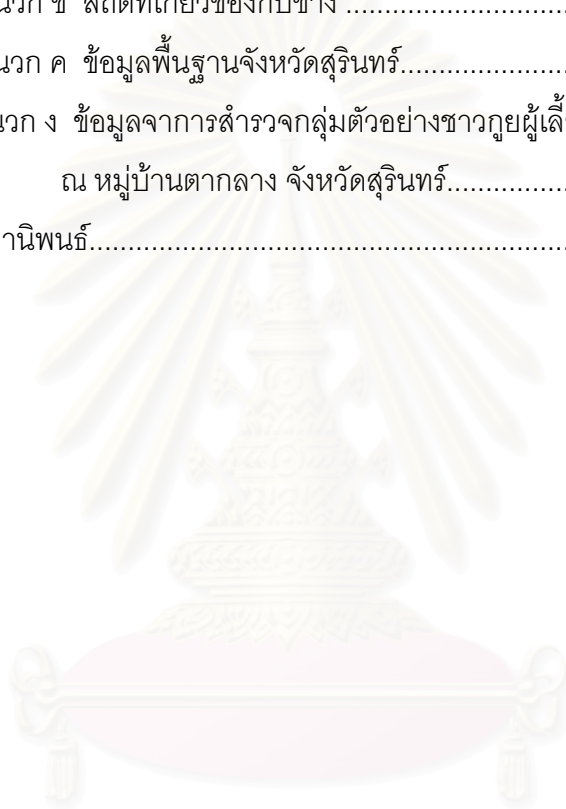 นวก ข สถิติที่เกี่ยวข้องกับช้าง ......................
นวก ค ข้อมูลพื้นฐานจังหวัดสุรินทร์......................
นวก ง ข้อมูลจาการสำรวจกลุ่มตัวอย่างชาวกูยผู้เลี้
ณ หมู่บ้านตากลาง จังหวัดสุรินทร์................
านิพนธ์..............................................................